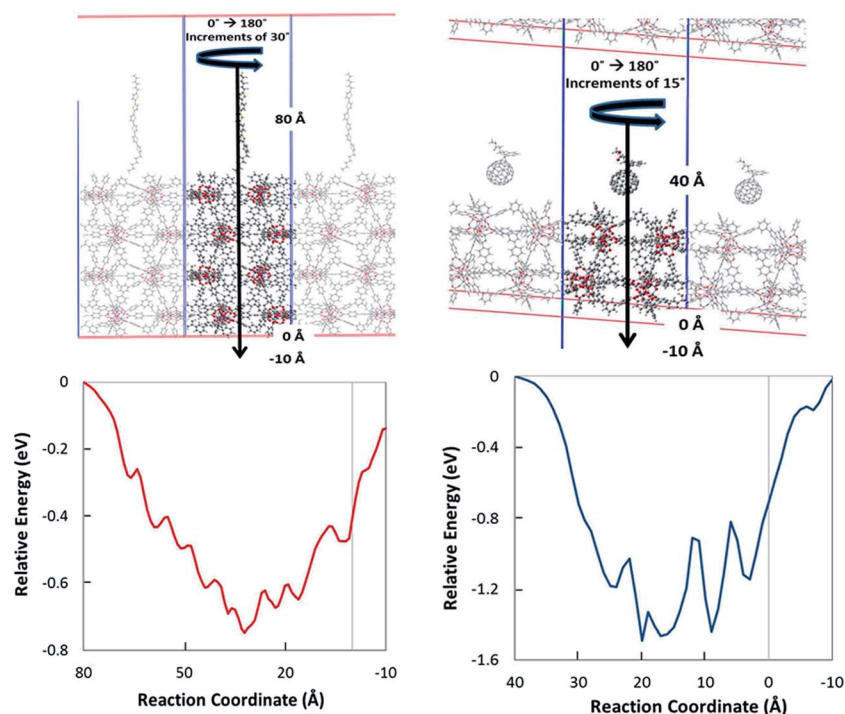 0° → 180°
Increments of 30°
80 Å
0 Å
-10 Å
0° → 180°
Increments of 15°
40 Å
0 Å
-10 Å
0
-0.2
-0.4
-0.6
-0.8
Relative Energy (eV)
80
50
20
-10
Reaction Coordinate (Å)
0
-0.4
-0.8
-1.2
-1.6
Relative Energy (eV)
40
30
20
10
0
-10
Reaction Coordinate (Å)